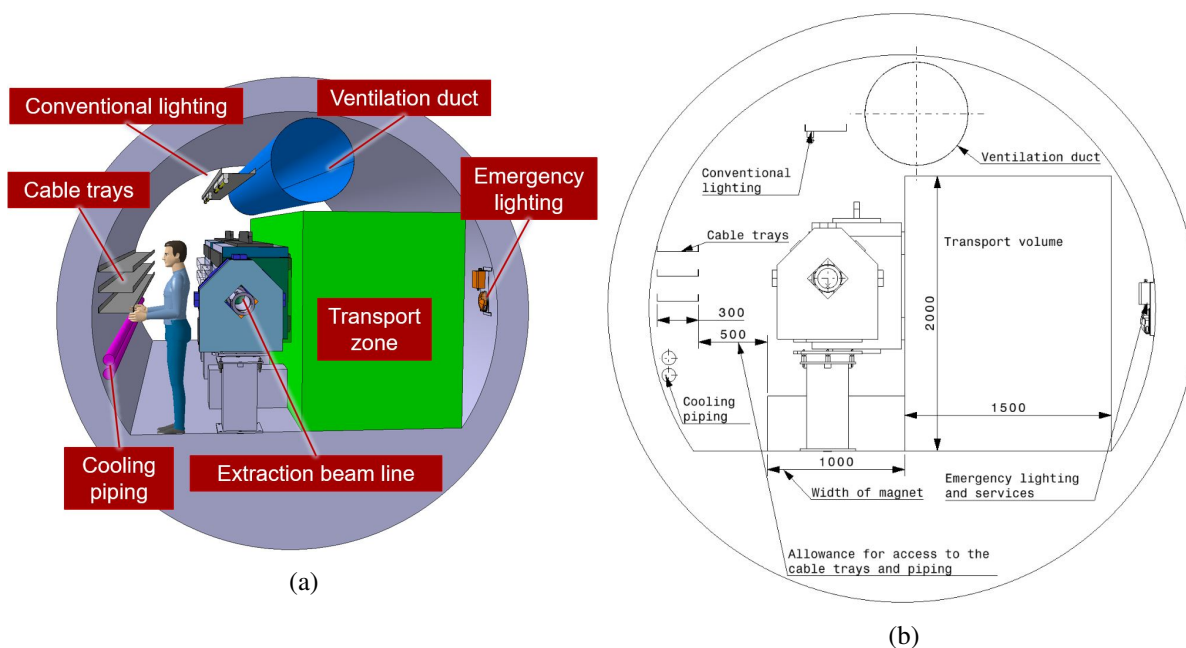 Conventional lighting
Ventilation duct
Cable trays
Emergency
lighting
Transport
zone
Cooling
piping
Extraction beam line
(a)
Conventional
lighting
Ventilation duct
Cable trays
Transport volume
300
500
2000
Cooling
piping
1500
1000
Width of magnet
Emergency lighting
and services
Allowance for access to the
cable trays and piping
(b)